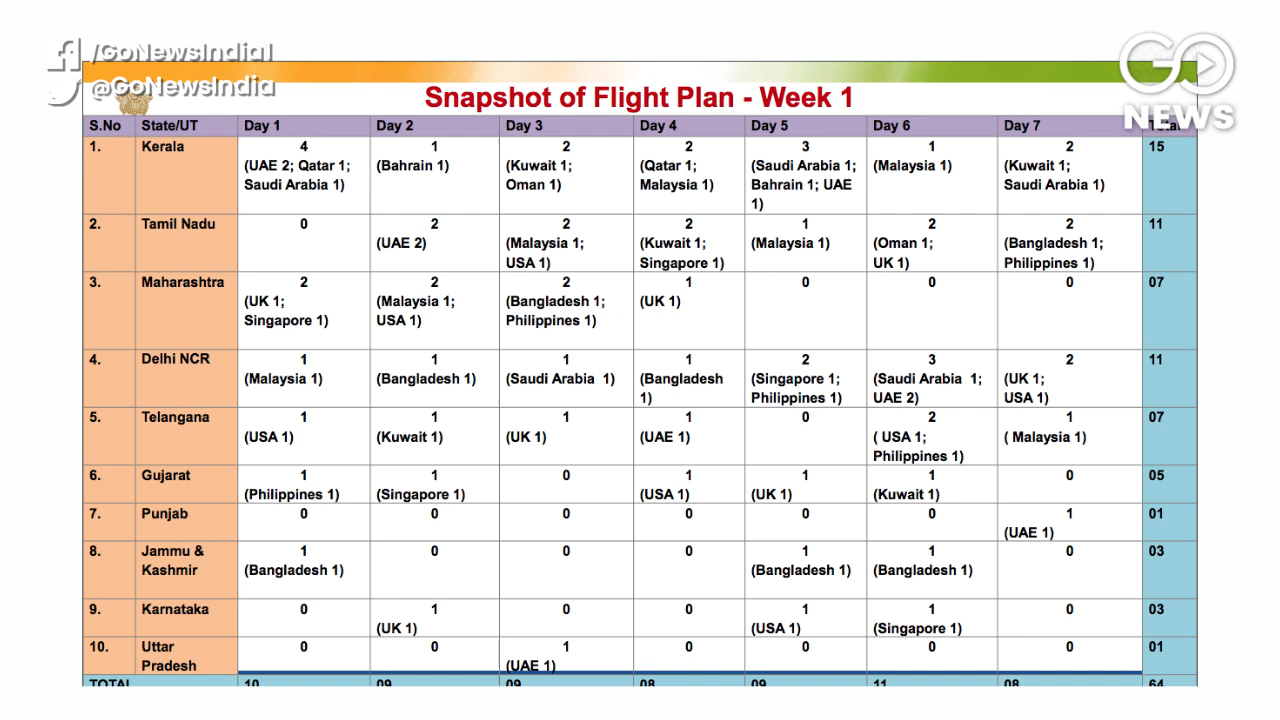 /GoNewsIndia1
@GoNewsIndia
GO
NEWS
Snapshot of Flight Plan - Week 1
S.No State/UT Day 1 Day 2 Day 3 Day 4 Day 5 Day 6 Day 7 Total
1. Kerala 4 1 2 2 3 1 2 15
(UAE 2; Qatar 1; (Bahrain 1) (Kuwait 1; (Qatar 1; (Saudi Arabia 1; (Malaysia 1) (Kuwait 1;
Saudi Arabia 1) Oman 1) Malaysia 1) Bahrain 1; UAE Saudi Arabia 1)
1)
2. Tamil Nadu 0 2 2 2 1 2 2 11
(UAE 2) (Malaysia 1; (Kuwait 1; (Malaysia 1) (Oman 1; (Bangladesh 1;
USA 1) Singapore 1) UK 1) Philippines 1)
3. Maharashtra 2 2 2 1 0 0 0 07
(UK 1; (Malaysia 1; (Bangladesh 1; (UK 1)
Singapore 1) USA 1) Philippines 1)
4. Delhi NCR 1 1 1 1 2 3 2 11
(Malaysia 1) (Bangladesh 1) (Saudi Arabia 1) (Bangladesh (Singapore 1; (Saudi Arabia 1; (UK 1;
1) Philippines 1) UAE 2) USA 1)
5. Telangana 1 1 1 1 0 2 1 07
(USA 1) (Kuwait 1) (UK 1) (UAE 1) ( USA 1; ( Malaysia 1)
Philippines 1)
6. Gujarat 1 1 0 1 1 1 0 05
(Philippines 1) (Singapore 1) (USA 1) (UK 1) (Kuwait 1)
7. Punjab 0 0 0 0 0 0 1 01
(UAE 1)
8. Jammu & 1 0 0 0 1 1 0 03
Kashmir (Bangladesh 1) (Bangladesh 1) (Bangladesh 1)
9. Karnataka 0 1 0 0 1 1 0 03
(UK 1) (USA 1) (Singapore 1)
10. Uttar 0 0 1 0 0 0 0 01
Pradesh (UAE 1)
TOTAL 10 09 09 08 09 11 08 64